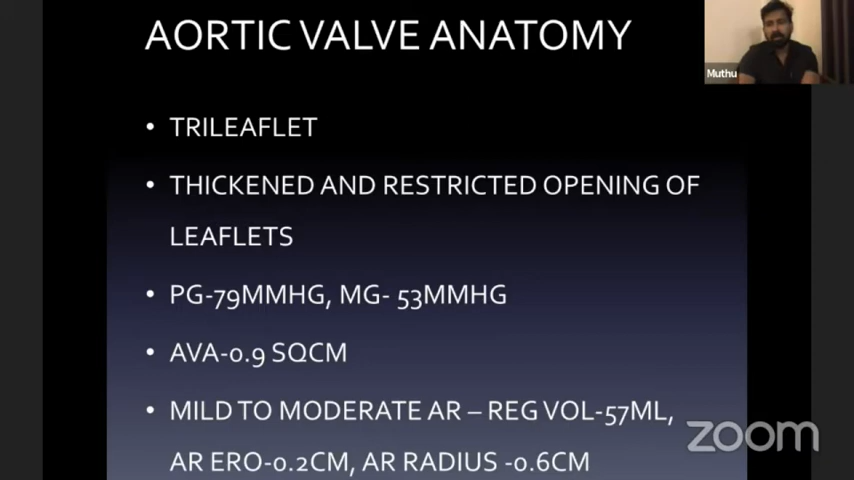 AORTIC VALVE ANATOMY
Muthu
• TRILEAFLET
• THICKENED AND RESTRICTED OPENING OF
LEAFLETS
• PG-79MMHG, MG- 53MMHG
• AVA-0.9 SQCM
• MILD TO MODERATE AR – REG VOL-57ML,
AR ERO-0.2CM, AR RADIUS -0.6CM
zoom